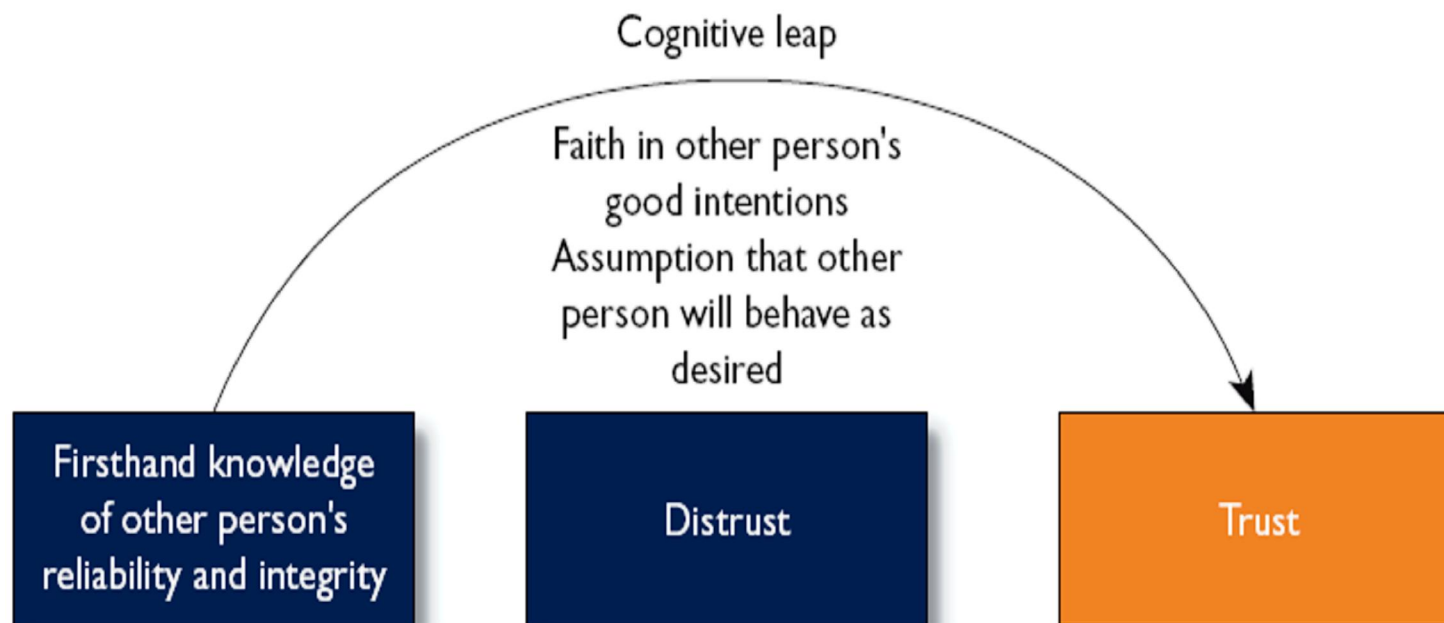 Cognitive leap
Faith in other person's
good intentions
Assumption that other
person will behave as
desired
Firsthand knowledge
of other person's
reliability and integrity
Distrust
Trust